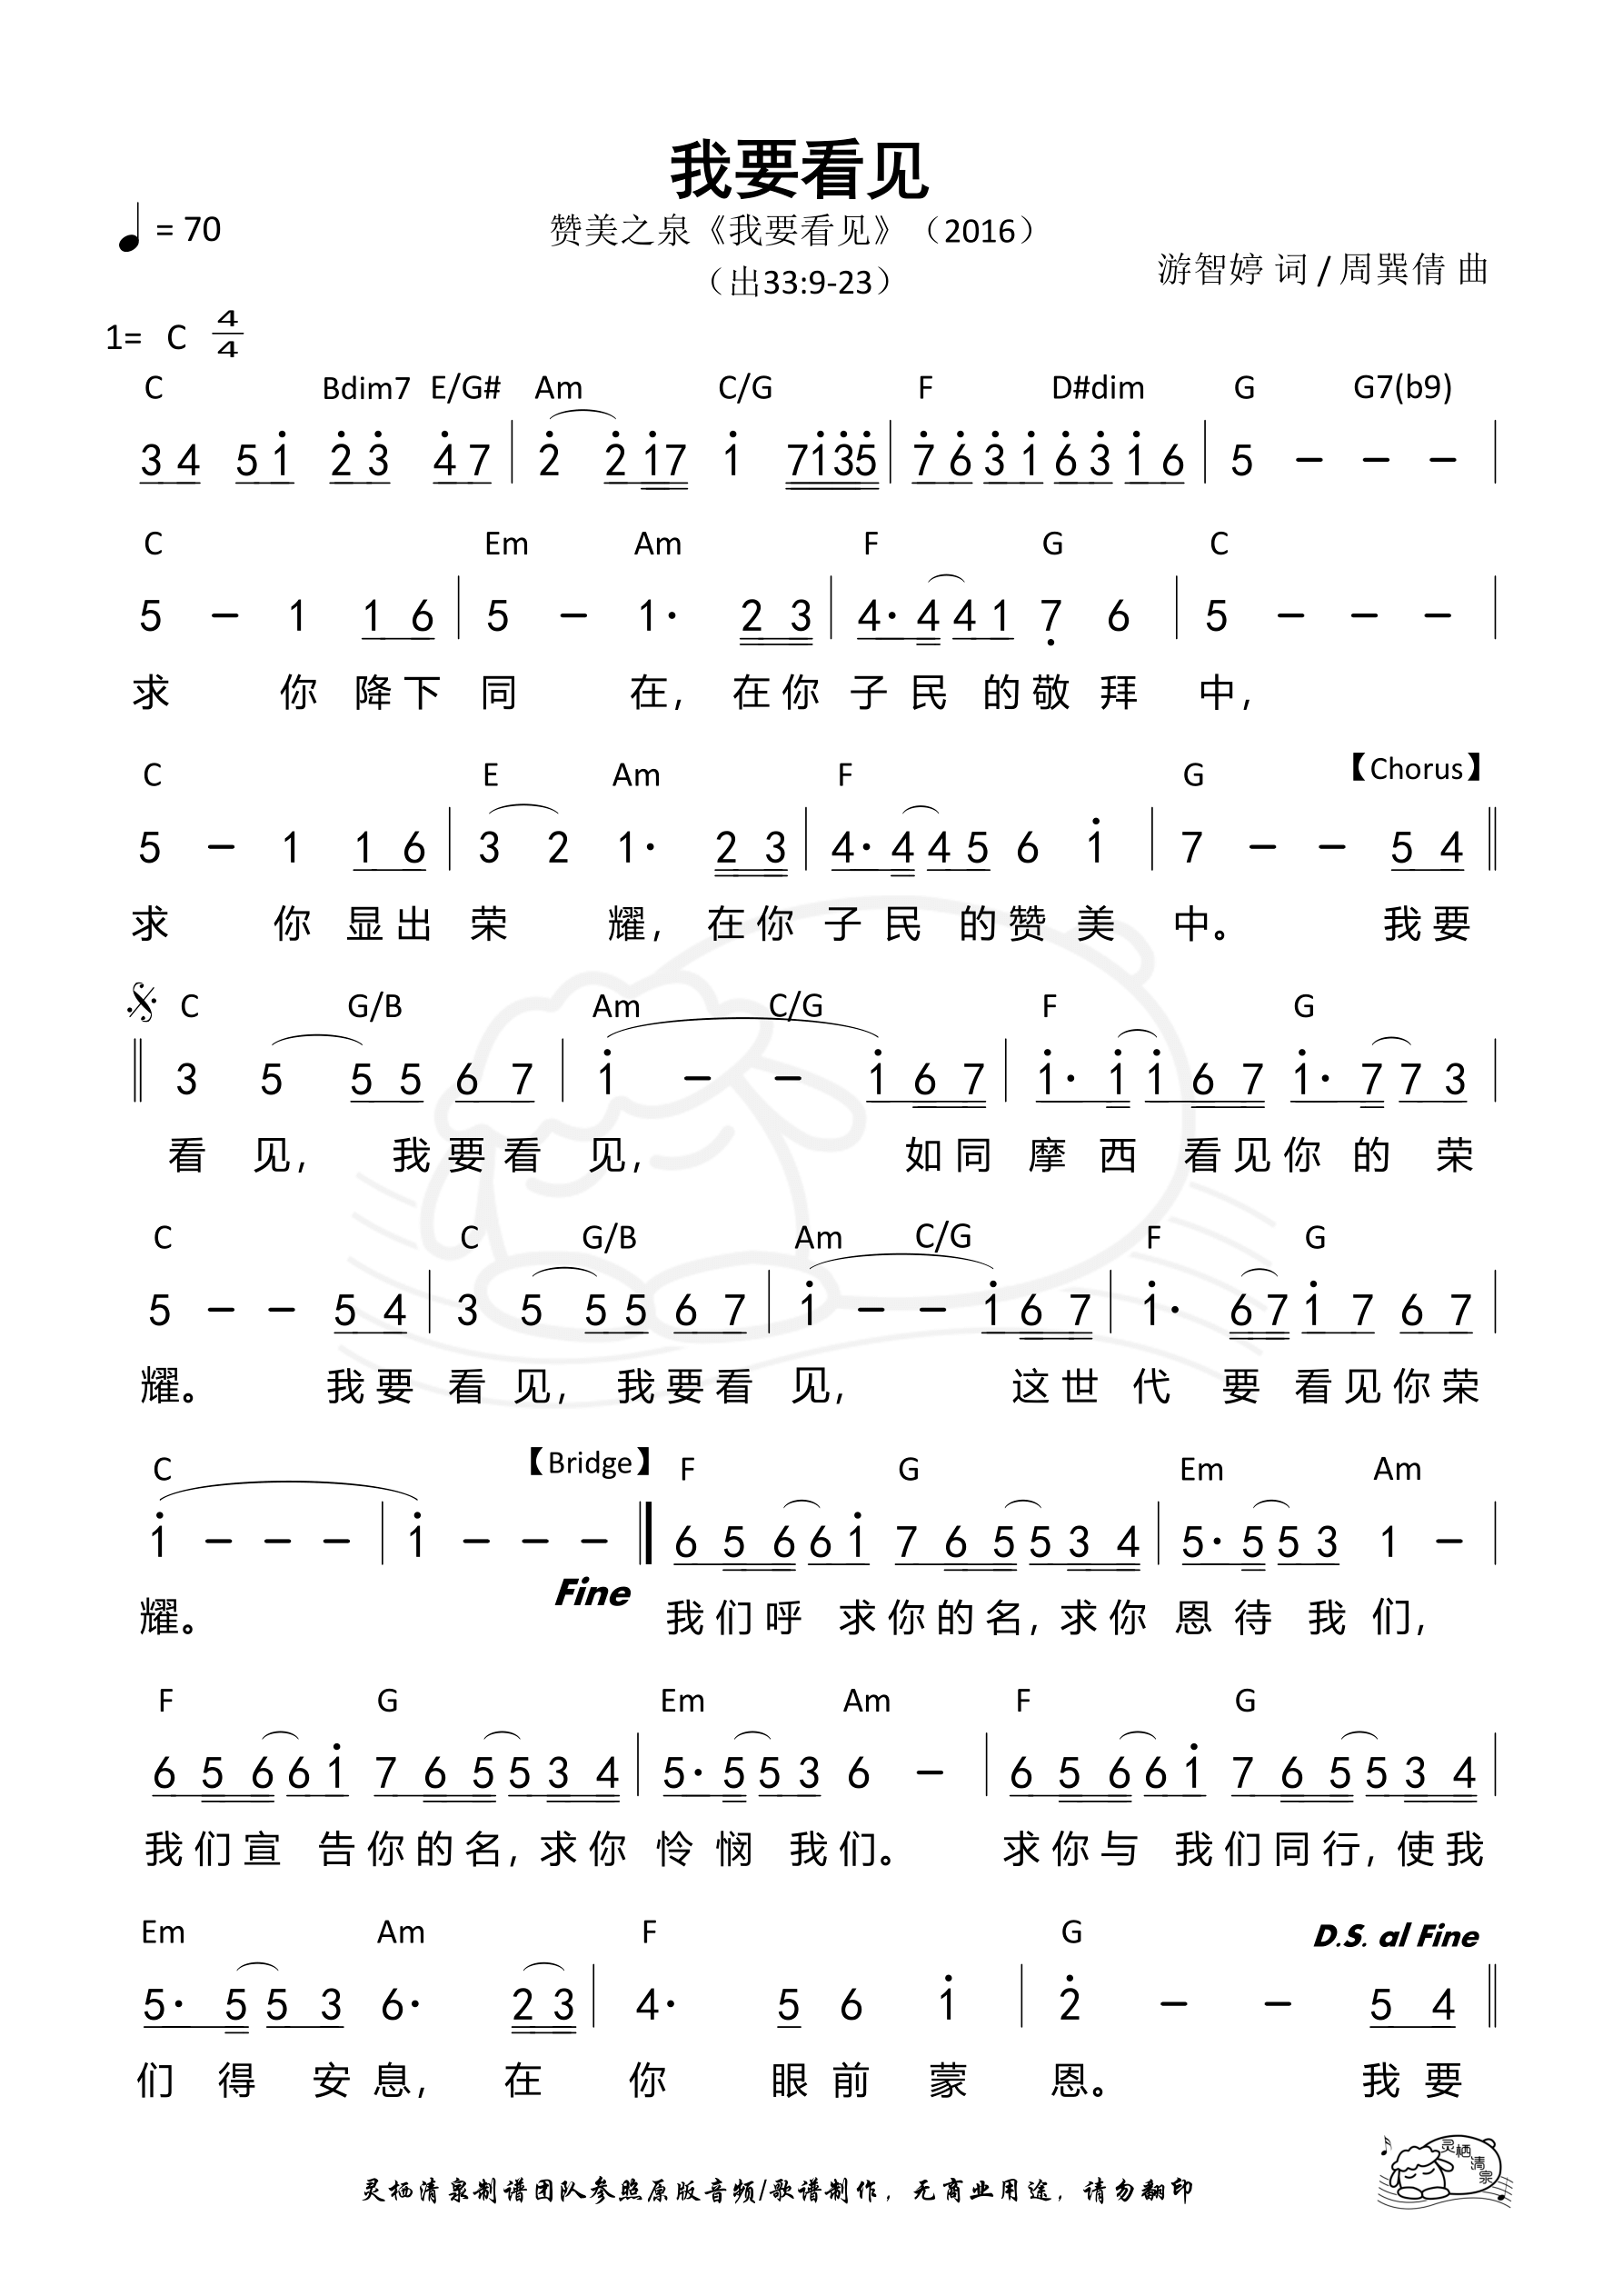 我要看见
♩ = 70
赞美之泉《我要看见》（2016）
（出33:9-23）
游智婷 词 / 周巽倩 曲
1= C 4/4
C Bdim7 E/G# Am C/G F D#dim G G7(b9)
3 4 5 i̇ 2̇ 3̇ 4̇ 7 | 2̇ 2̇ 1̇ 7 1̇ 7 1̇ 3̇ 5̇ | 7̇ 6̇ 3̇ 1̇ 6̇ 3̇ 1̇ 6 | 5 – – – |
C Em Am F G C
5 – 1 1 6 | 5 – 1· 2 3 | 4· 4 4 1 7̣ 6 | 5 – – – |
求 你 降 下 同 在, 在 你 子 民 的 敬 拜 中,
C E Am F G 【Chorus】
5 – 1 1 6 | 3 2 1· 2 3 | 4· 4 4 5 6 1̇ | 7 – – 5 4 ‖
求 你 显 出 荣 耀, 在 你 子 民 的 赞 美 中。 我 要
𝄋 C G/B Am C/G F G
‖ 3 5 5 5 6 7 | 1̇ – – 1̇ 6 7 | 1̇· 1̇ 1̇ 6 7 1̇· 7 7 3 |
看 见, 我 要 看 见, 如 同 摩 西 看 见 你 的 荣
C C G/B Am C/G F G
5 – – 5 4 | 3 5 5 5 6 7 | 1̇ – – 1̇ 6 7 | 1̇· 6 7 1̇ 7 6 7 |
耀。 我 要 看 见, 我 要 看 见, 这 世 代 要 看 见 你 荣
C 【Bridge】 F G Em Am
1̇ – – – | 1̇ – – – ‖ 6 5 6 6 1̇ 7 6 5 5 3 4 | 5· 5 5 3 1 – |
Fine
耀。 我 们 呼 求 你 的 名, 求 你 恩 待 我 们,
F G Em Am F G
6 5 6 6 1̇ 7 6 5 5 3 4 | 5· 5 5 3 6 – | 6 5 6 6 1̇ 7 6 5 5 3 4 |
我 们 宣 告 你 的 名, 求 你 怜 悯 我 们。 求 你 与 我 们 同 行, 使 我
Em Am F G D.S. al Fine
5· 5 5 3 6· 2 3 | 4· 5 6 1̇ | 2̇ – – 5 4 ‖
们 得 安 息, 在 你 眼 前 蒙 恩。 我 要
灵栖清泉
灵栖清泉制谱团队参照原版音频/歌谱制作，无商业用途，请勿翻印